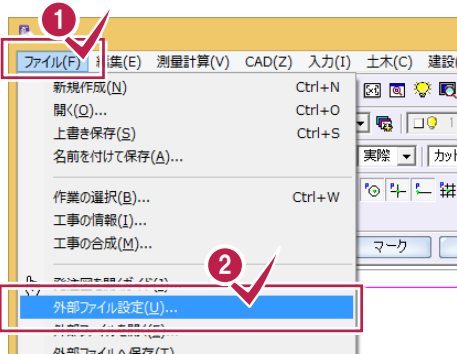 1
ファイル(F) 集(E) 測量計算(V) CAD(Z) 入力(I) 土木(C) 建設
新規作成(N) Ctrl+N
開く(O)... Ctrl+O
上書き保存(S) Ctrl+S
名前を付けて保存(A)...
実際 カット
作業の選択(B)... Ctrl+W
工事の情報(I)...
工事の合成(M)...
マーク
2
外部ファイル設定(U)...
外部ファイルへ保存(T)